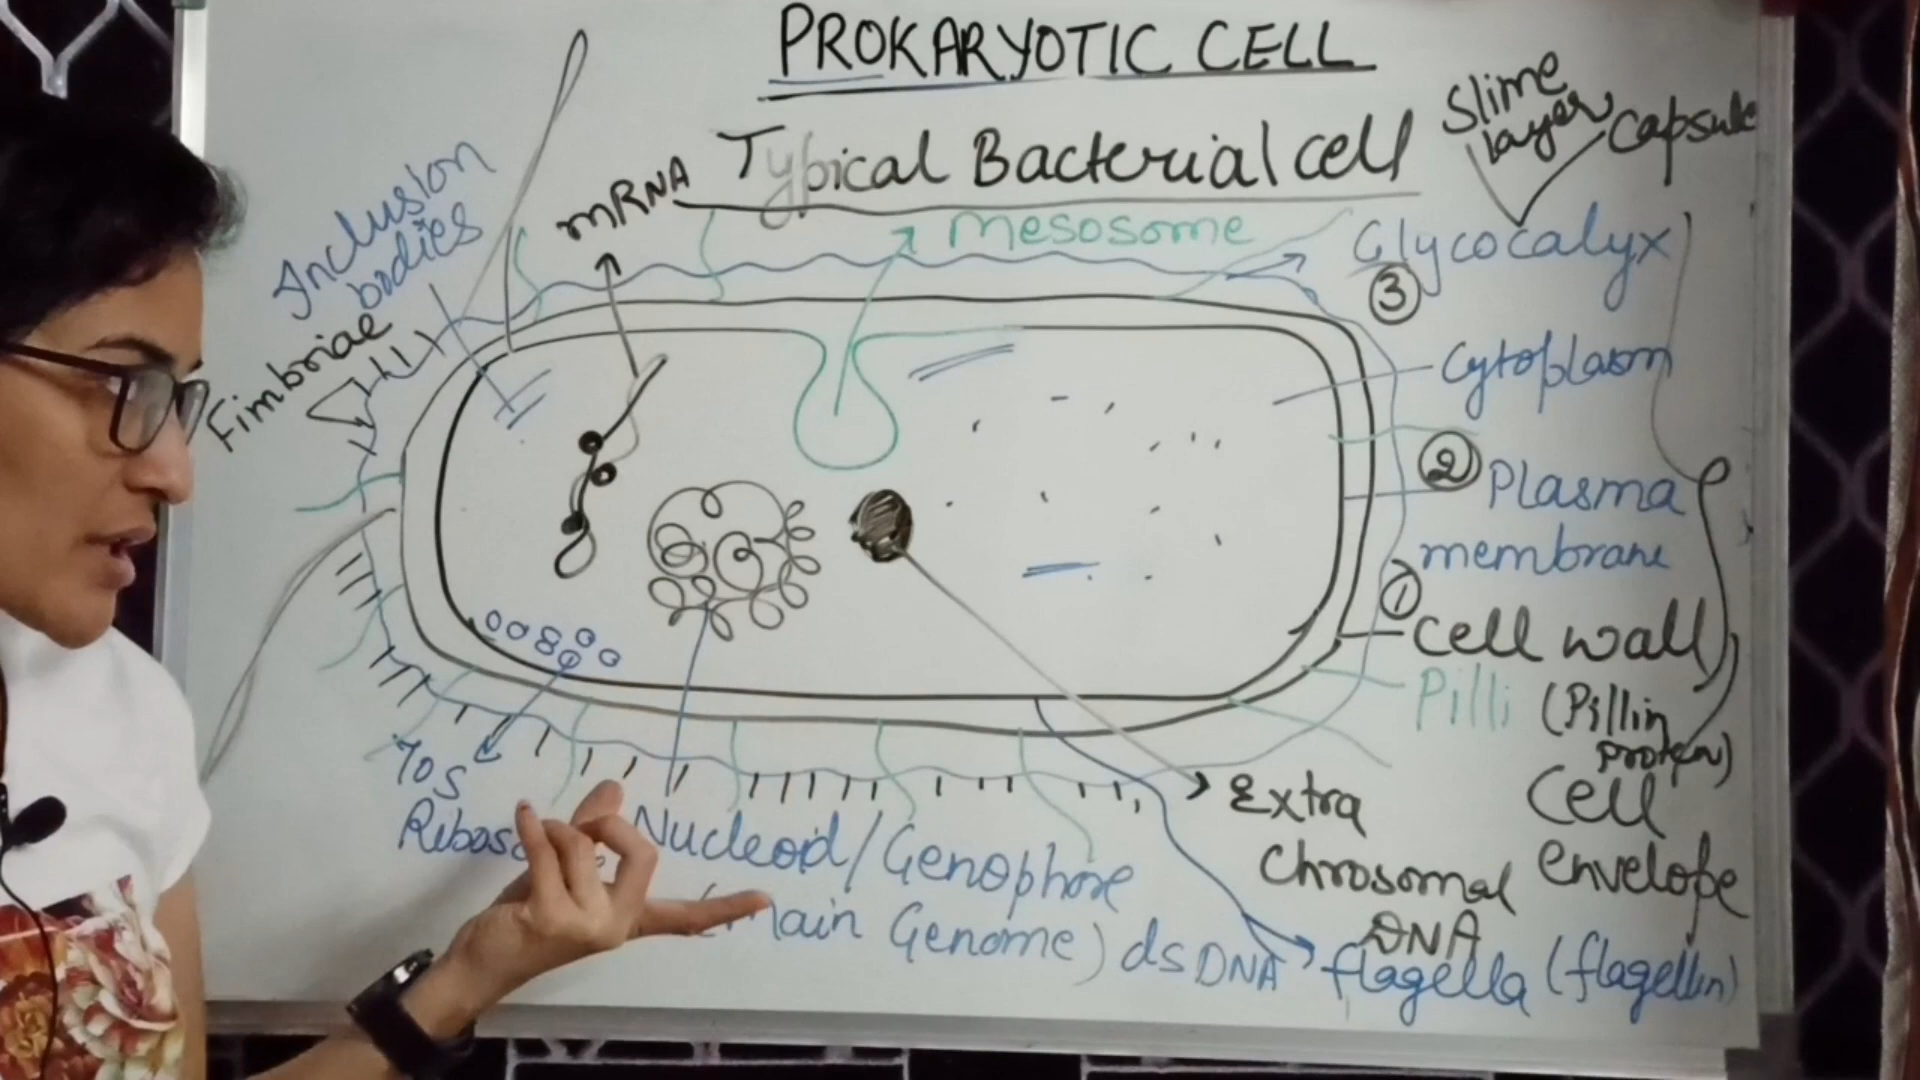 PROKARYOTIC CELL
Typical Bacterial cell
Slime
layer
Capsule
Inclusion
bodies
mRNA
Mesosome
Glycocalyx
③
Fimbriae
Cytoplasm
② Plasma
membrane
①
Cell wall
Pilli (Pillin
protein)
70s
Nucleoid/Genophore
(main Genome) dsDNA
Extra
Chrosomal
DNA
Cell
envelope
flagella (flagellin)